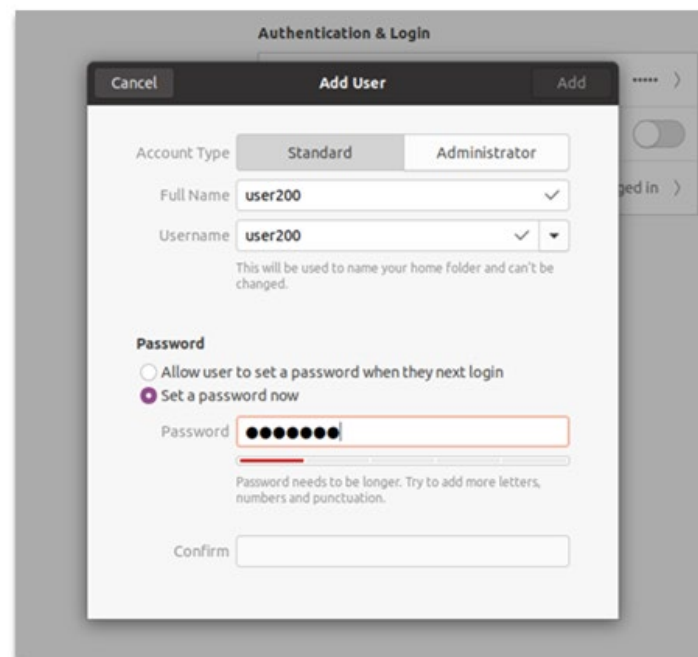 Authentication & Login
Cancel Add User Add
•••••
Account Type Standard Administrator
Full Name user200
ged in
Username user200
This will be used to name your home folder and can't be
changed.
Password
Allow user to set a password when they next login
Set a password now
Password ●●●●●●●
Password needs to be longer. Try to add more letters,
numbers and punctuation.
Confirm